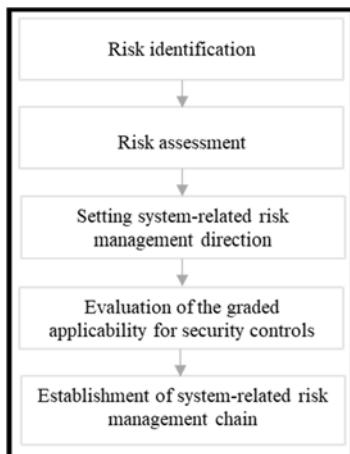 Risk identification
Risk assessment
Setting system-related risk
management direction
Evaluation of the graded
applicability for security controls
Establishment of system-related risk
management chain